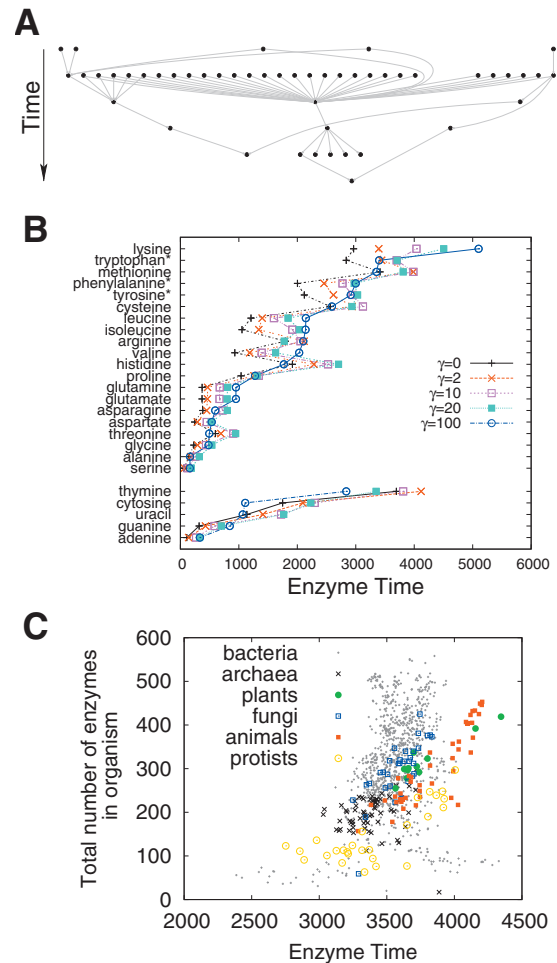 A
Time
B
lysine
tryptophan*
methionine
phenylalanine*
tyrosine*
cysteine
leucine
isoleucine
arginine
valine
histidine
proline
glutamine
glutamate
asparagine
aspartate
threonine
glycine
alanine
serine
thymine
cytosine
uracil
guanine
adenine
γ=0
γ=2
γ=10
γ=20
γ=100
0 1000 2000 3000 4000 5000 6000
Enzyme Time
C
Total number of enzymes
in organism
600
500
400
300
200
100
0
bacteria
archaea
plants
fungi
animals
protists
2000 2500 3000 3500 4000 4500
Enzyme Time